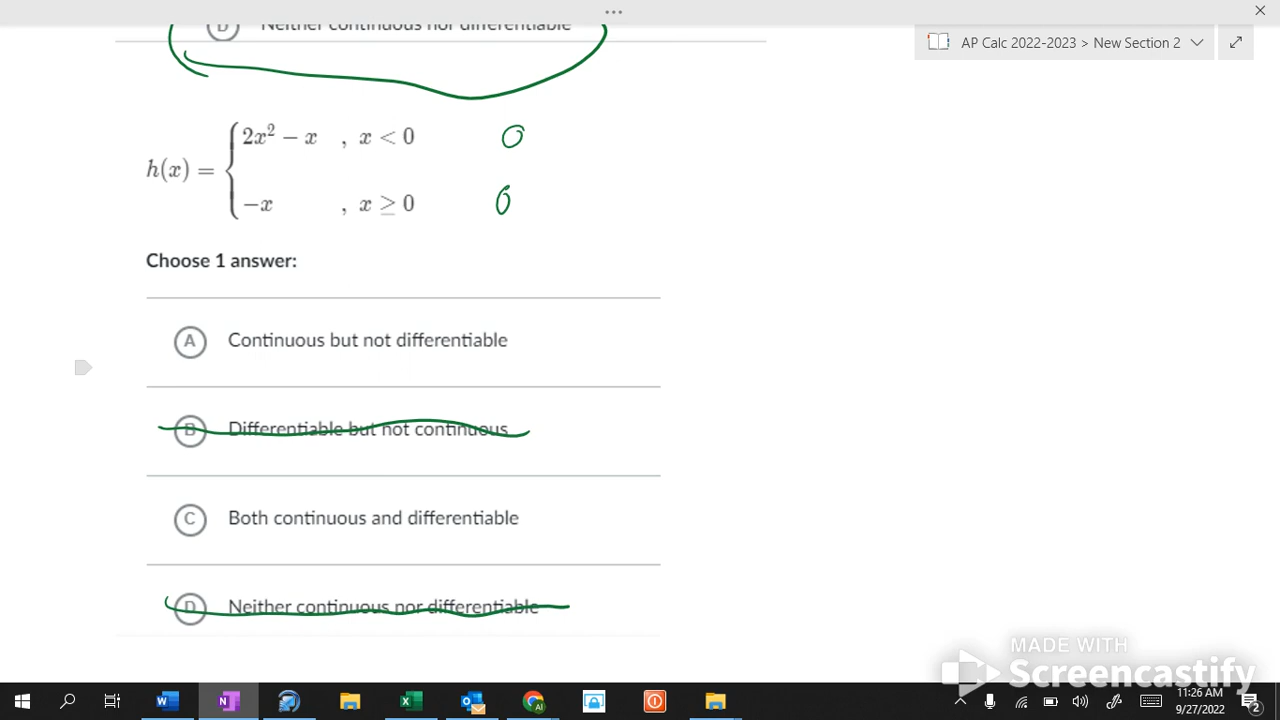 ...
AP Calc 2022-2023 > New Section 2
D Neither continuous nor differentiable
h(x) = { 2x² − x , x < 0 0
−x , x ≥ 0 0
Choose 1 answer:
A Continuous but not differentiable
B Differentiable but not continuous
C Both continuous and differentiable
D Neither continuous nor differentiable
MADE WITH
Screencastify
11:26 AM
9/27/2022
2